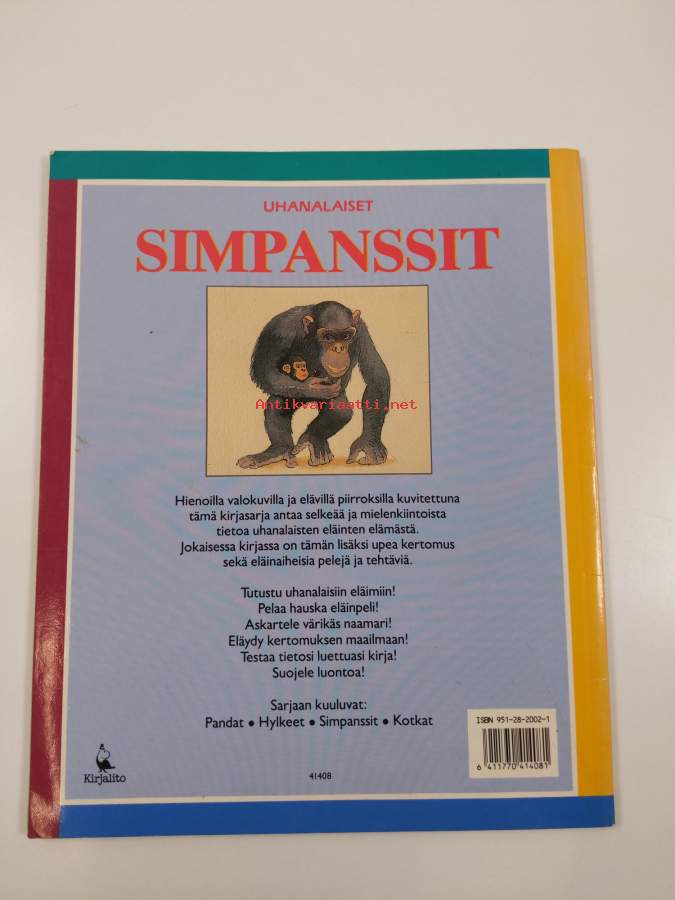 UHANALAISET
SIMPANSSIT
Antikvariaatti.net
Hienoilla valokuvilla ja elävillä piirroksilla kuvitettuna
tämä kirjasarja antaa selkeää ja mielenkiintoista
tietoa uhanalaisten eläinten elämästä.
Jokaisessa kirjassa on tämän lisäksi upea kertomus
sekä eläinaiheisia pelejä ja tehtäviä.
Tutustu uhanalaisiin eläimiin!
Pelaa hauska eläinpeli!
Askartele värikäs naamari!
Eläydy kertomuksen maailmaan!
Testaa tietosi luettuasi kirja!
Suojele luontoa!
Sarjaan kuuluvat:
Pandat • Hylkeet • Simpanssit • Kotkat
ISBN 951-28-2002-1
6 411770 414081
Kirjalito
41408